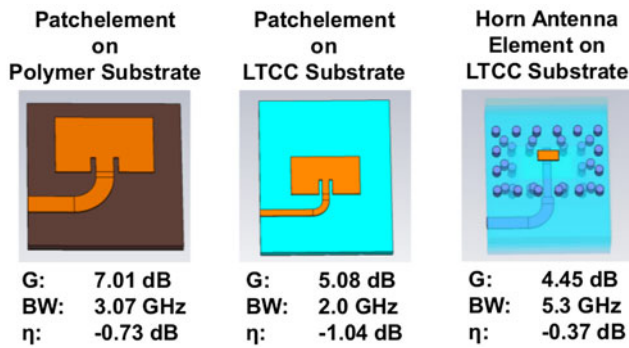 Patchelement
on
Polymer Substrate
Patchelement
on
LTCC Substrate
Horn Antenna
Element on
LTCC Substrate
G: 7.01 dB
BW: 3.07 GHz
η: -0.73 dB
G: 5.08 dB
BW: 2.0 GHz
η: -1.04 dB
G: 4.45 dB
BW: 5.3 GHz
η: -0.37 dB